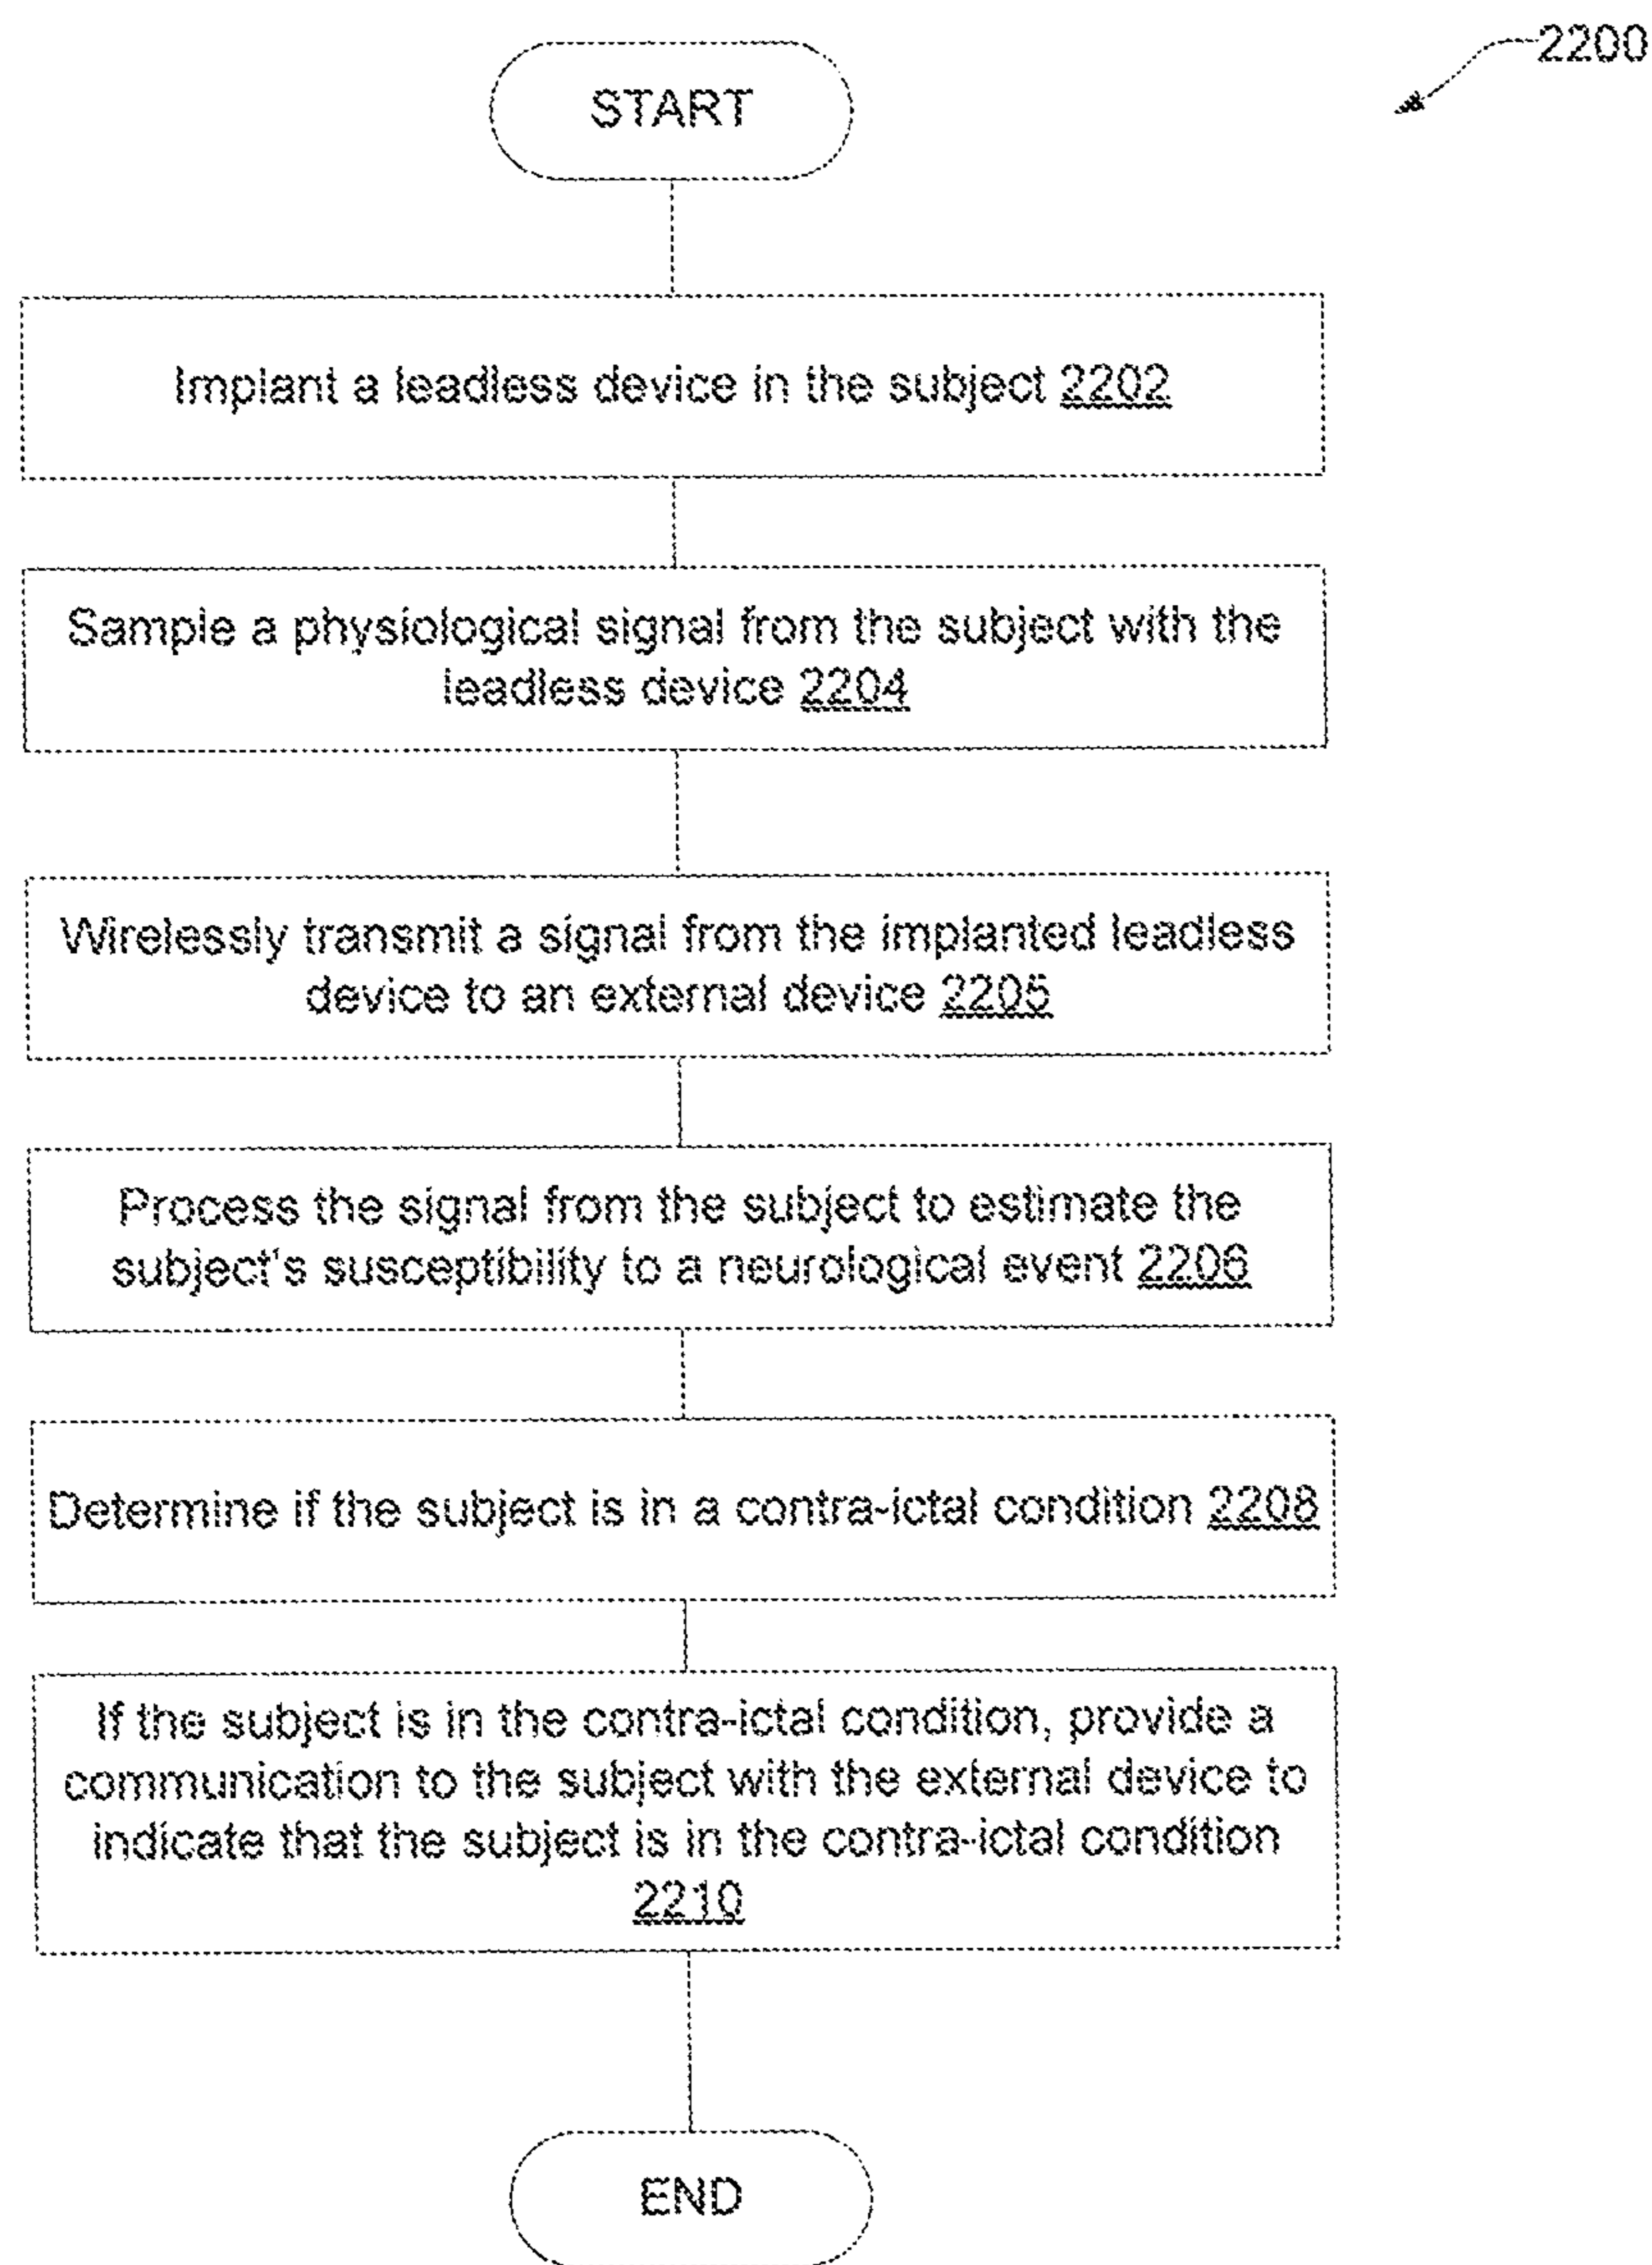 2200
START
Implant a leadless device in the subject 2202
Sample a physiological signal from the subject with the
leadless device 2204
Wirelessly transmit a signal from the implanted leadless
device to an external device 2205
Process the signal from the subject to estimate the
subject's susceptibility to a neurological event 2206
Determine if the subject is in a contra-ictal condition 2208
If the subject is in the contra-ictal condition, provide a
communication to the subject with the external device to
indicate that the subject is in the contra-ictal condition
2210
END